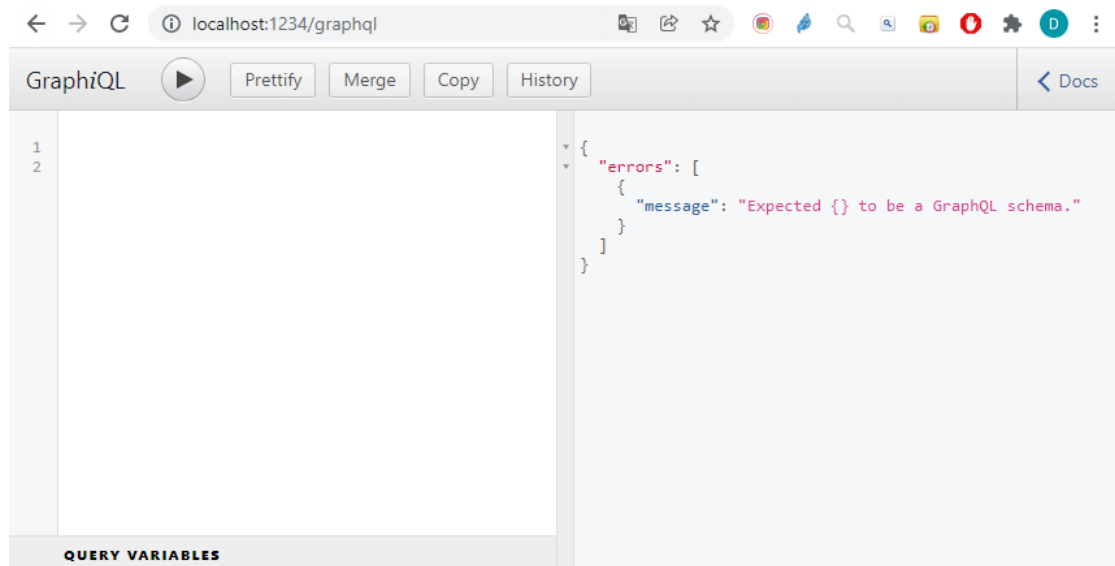 localhost:1234/graphql
D
GraphiQL Prettify Merge Copy History Docs
1
2
{
"errors": [
{
"message": "Expected {} to be a GraphQL schema."
}
]
}
QUERY VARIABLES